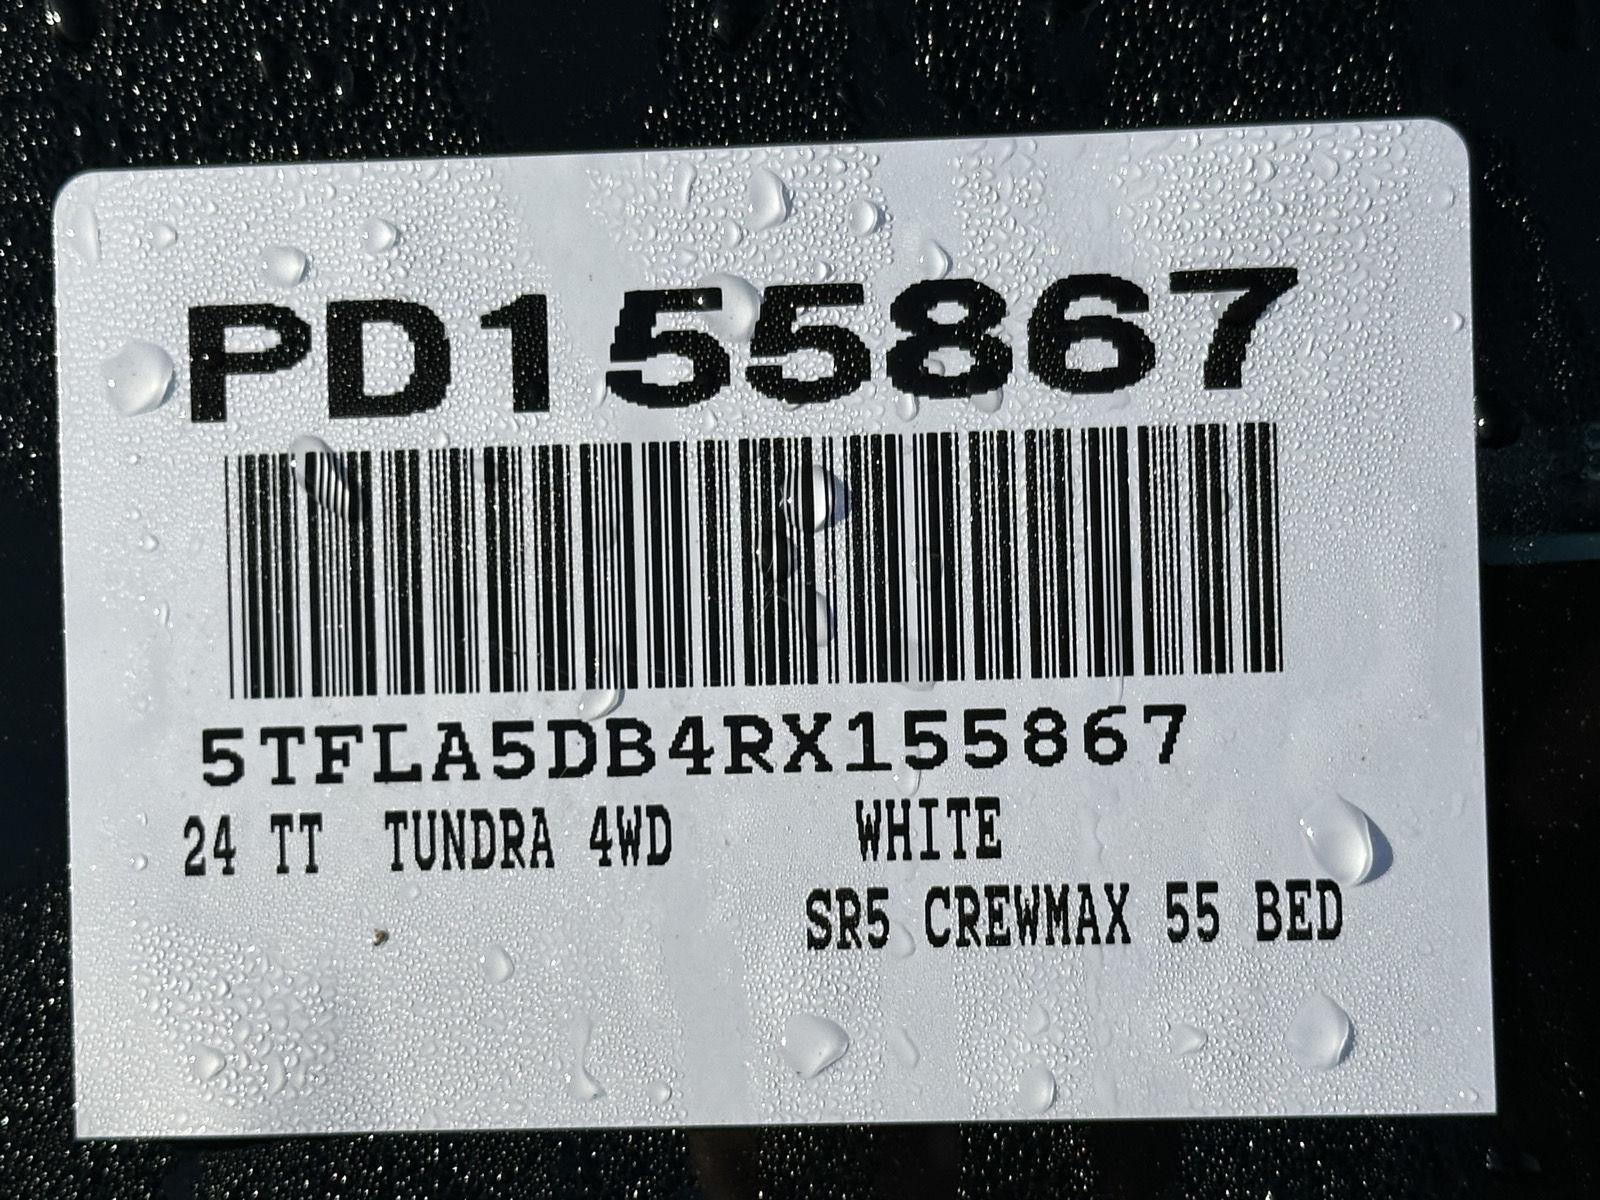 PD155867
5TFLA5DB4RX155867
24 TT TUNDRA 4WD WHITE
SR5 CREWMAX 55 BED